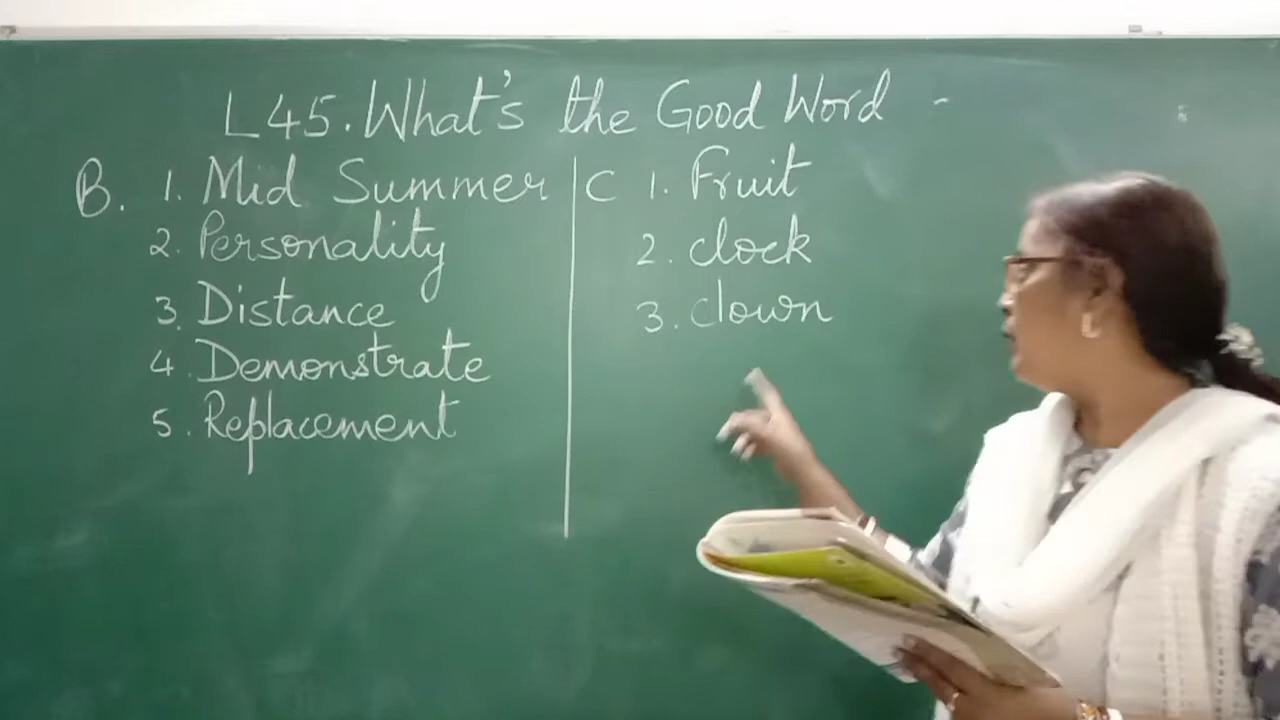 L45. What's the Good Word -
B. 1. Mid Summer
2. Personality
3. Distance
4. Demonstrate
5. Replacement
C 1. Fruit
2. clock
3. clown